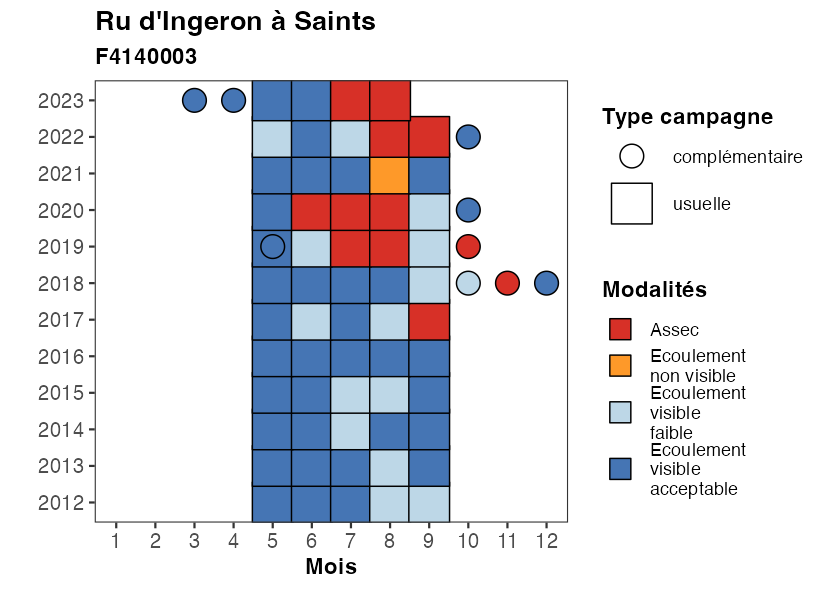 Ru d'Ingeron à Saints
F4140003
2023
2022
2021
2020
2019
2018
2017
2016
2015
2014
2013
2012
1 2 3 4 5 6 7 8 9 10 11 12
Mois
Type campagne
complémentaire
usuelle
Modalités
Assec
Ecoulement
non visible
Ecoulement
visible
faible
Ecoulement
visible
acceptable